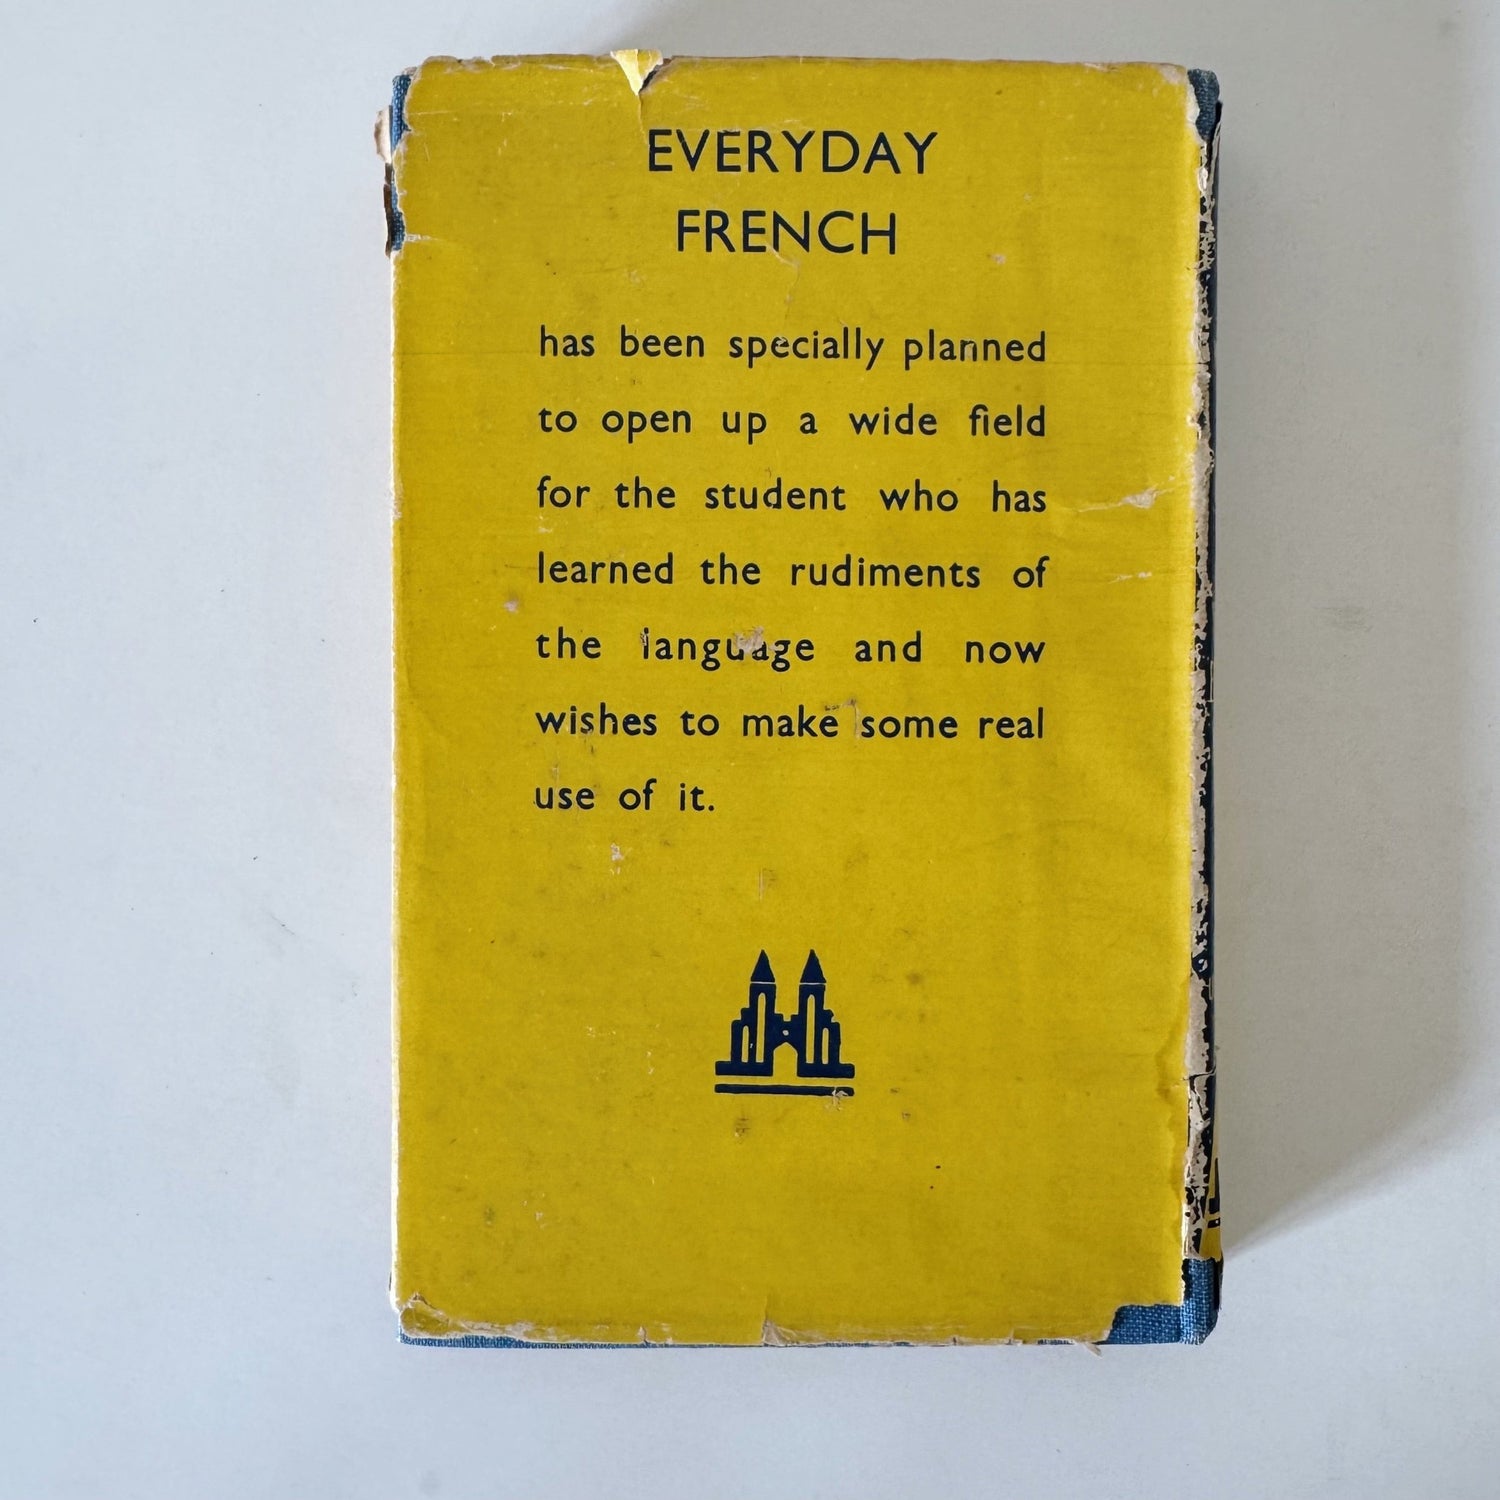 EVERYDAY
FRENCH
has been specially planned
to open up a wide field
for the student who has
learned the rudiments of
the language and now
wishes to make some real
use of it.